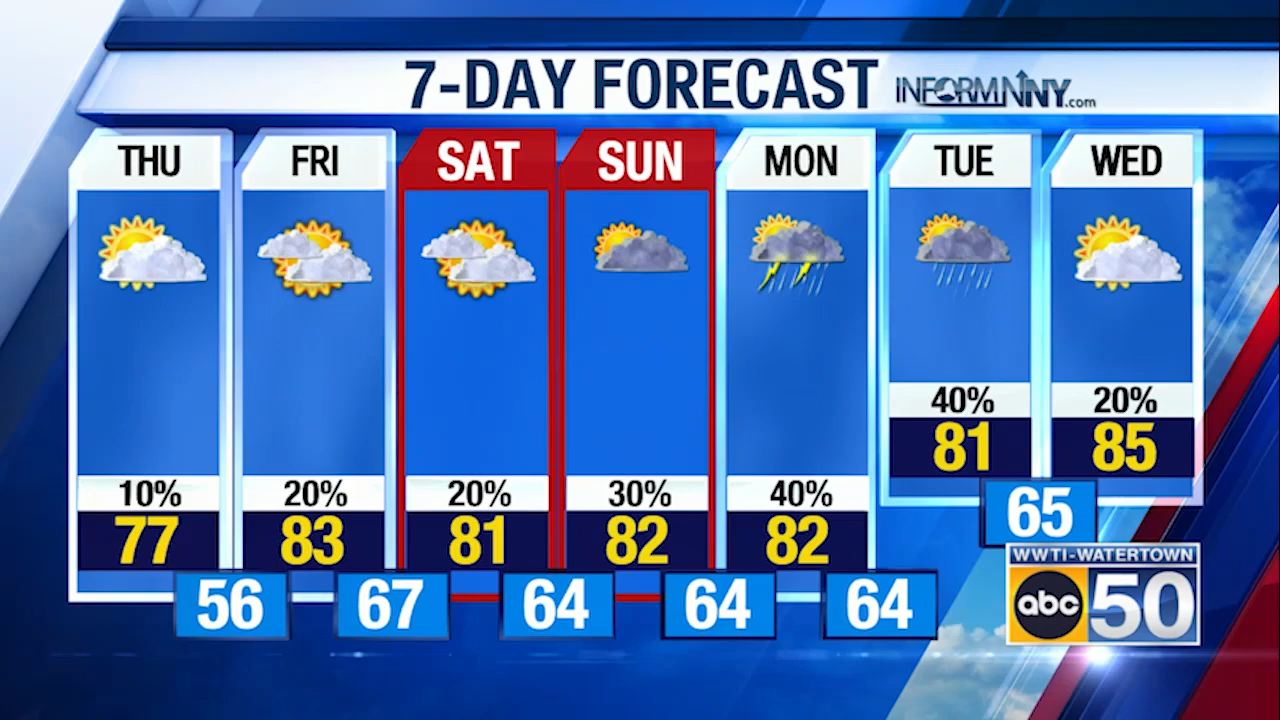 7-DAY FORECAST INFORMNNY.com
THU FRI SAT SUN MON TUE WED
40% 20%
81 85
10% 20% 20% 30% 40%
77 83 81 82 82
65
56 67 64 64 64
WWTI-WATERTOWN
abc 50